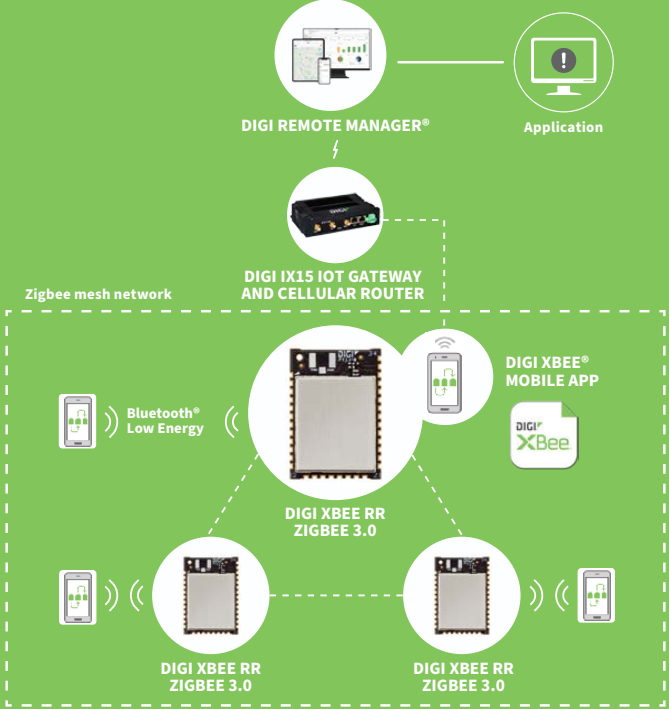 DIGI REMOTE MANAGER®
Application
DIGI
DIGI IX15 IOT GATEWAY
AND CELLULAR ROUTER
Zigbee mesh network
DIGI
DIGI XBEE®
MOBILE APP
Bluetooth®
Low Energy
DIGI
XBee
DIGI XBEE RR
ZIGBEE 3.0
DIGI XBEE RR
ZIGBEE 3.0
DIGI XBEE RR
ZIGBEE 3.0